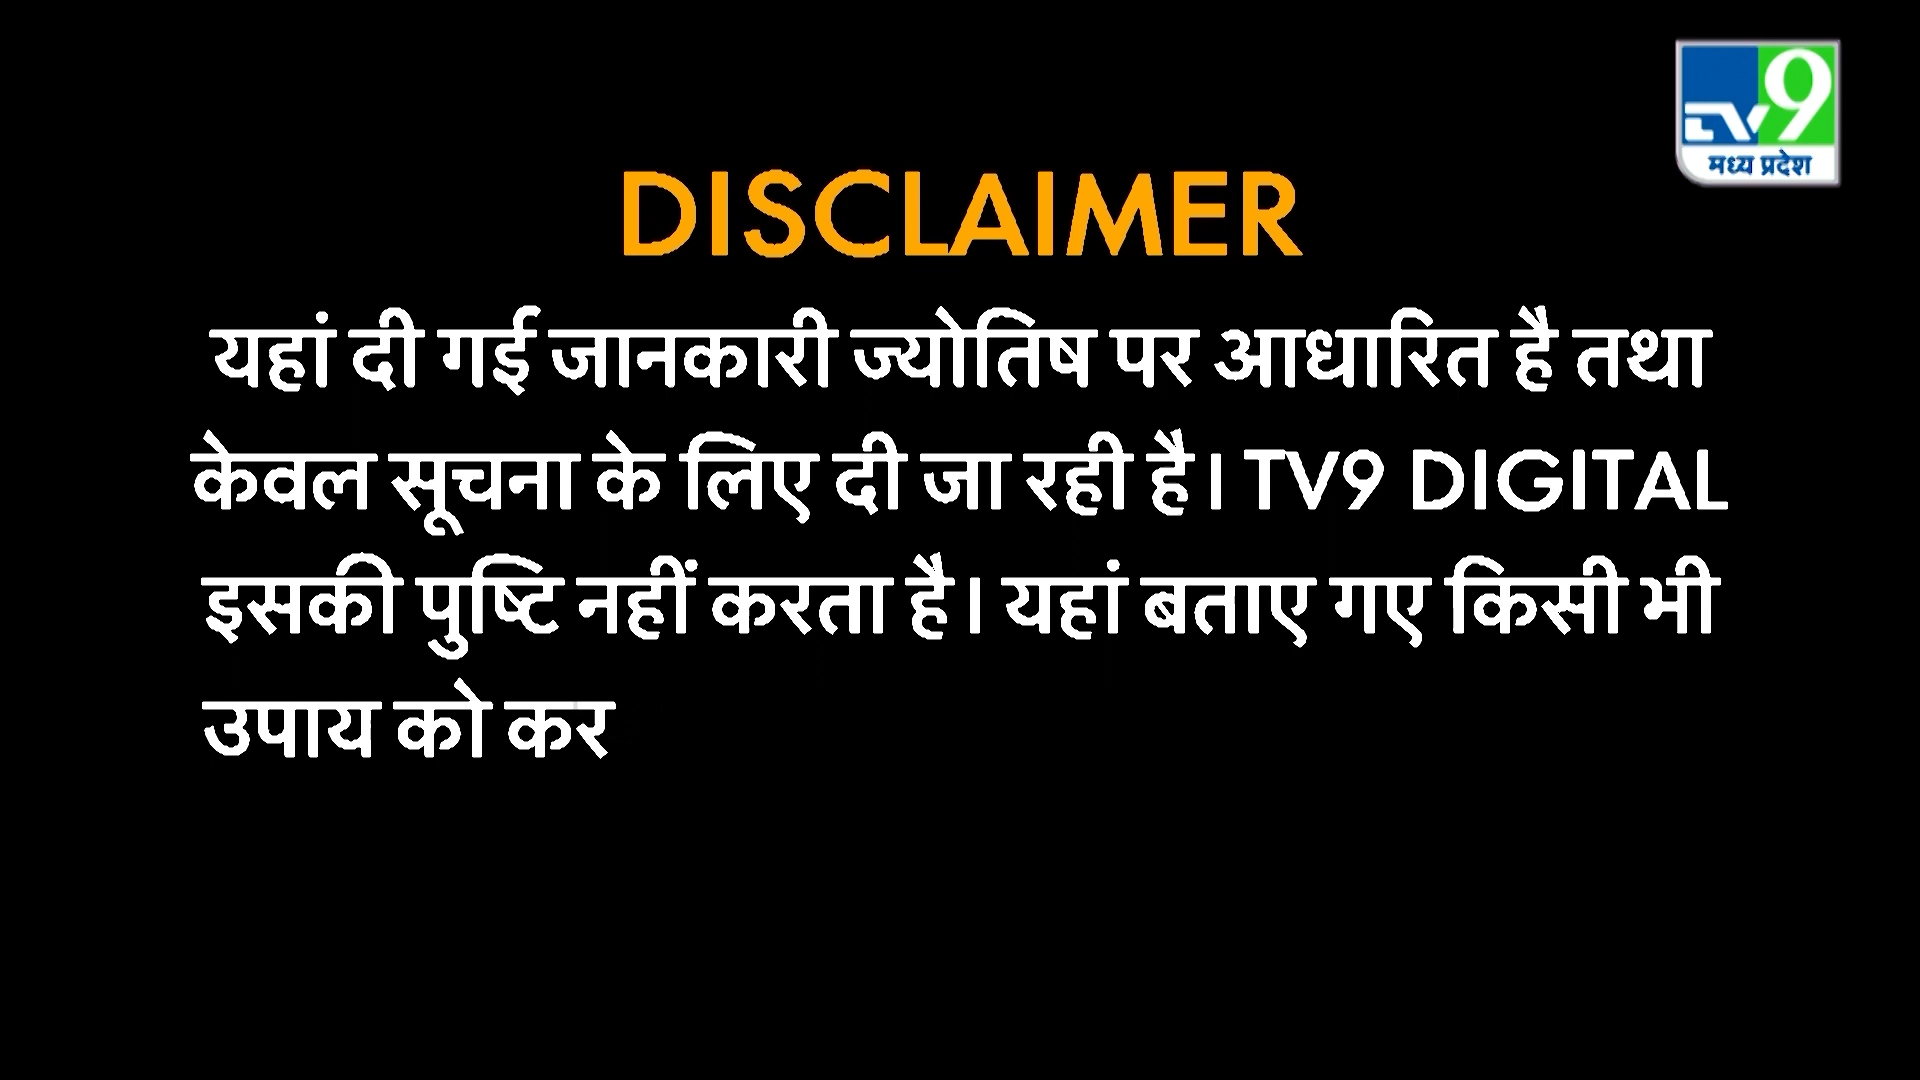 TV9
मध्य प्रदेश
DISCLAIMER
यहां दी गई जानकारी ज्योतिष पर आधारित है तथा
केवल सूचना के लिए दी जा रही है। TV9 DIGITAL
इसकी पुष्टि नहीं करता है। यहां बताए गए किसी भी
उपाय को कर